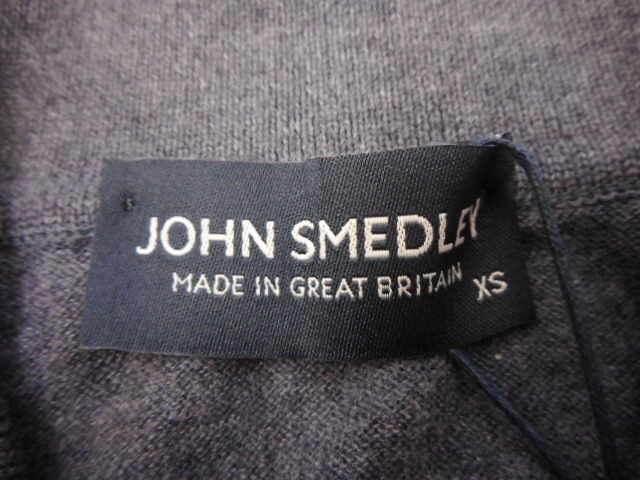 JOHN SMEDLEY
MADE IN GREAT BRITAIN XS